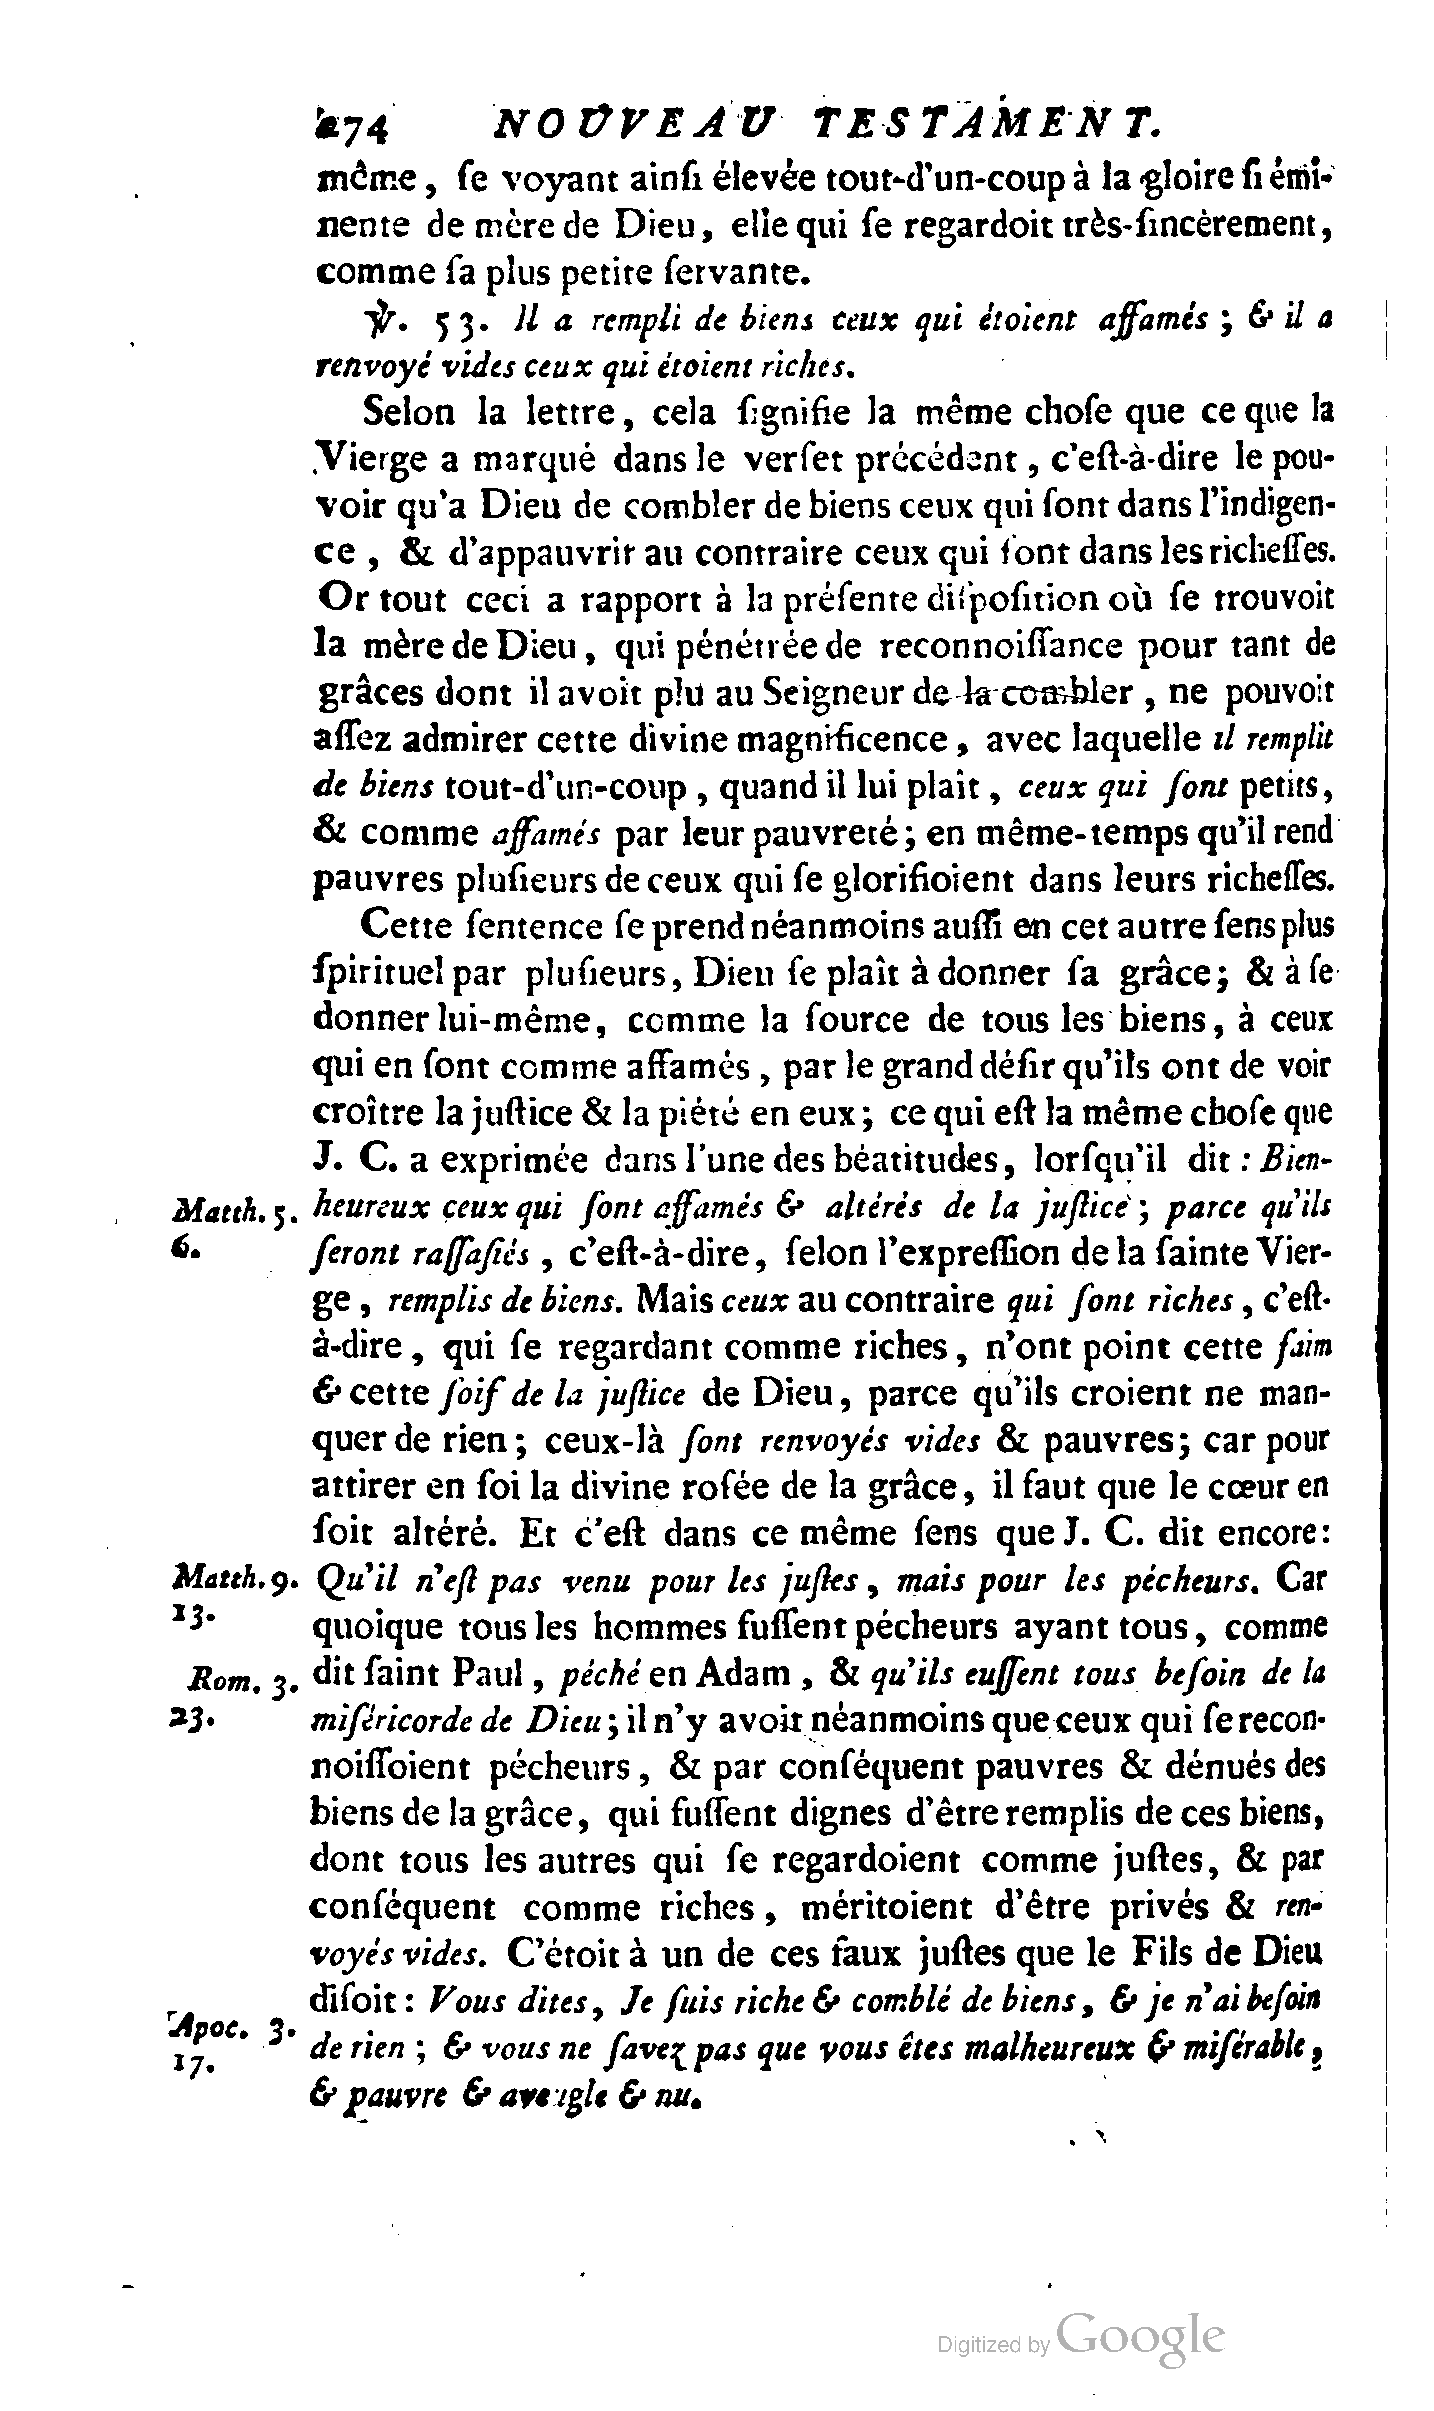 274 NOUVEAU TESTAMENT.
même, ſe voyant ainſi élevée tout-d'un-coup à la gloire ſi émi-
nente de mère de Dieu, elle qui ſe regardoit très-ſincèrement,
comme ſa plus petite ſervante.
℣. 53. Il a rempli de biens ceux qui étoient affamés ; & il a
renvoyé vides ceux qui étoient riches.
Selon la lettre, cela ſignifie la même choſe que ce que la
Vierge a marqué dans le verſet précédent, c'eſt-à-dire le pou-
voir qu'a Dieu de combler de biens ceux qui ſont dans l'indigen-
ce, & d'appauvrir au contraire ceux qui ſont dans les richeſſes.
Or tout ceci a rapport à la préſente diſpoſition où ſe trouvoit
la mère de Dieu, qui pénétrée de reconnoiſſance pour tant de
grâces dont il avoit plu au Seigneur de la combler, ne pouvoit
aſſez admirer cette divine magnificence, avec laquelle il remplit
de biens tout-d'un-coup, quand il lui plait, ceux qui ſont petits,
& comme affamés par leur pauvreté; en même-temps qu'il rend
pauvres pluſieurs de ceux qui ſe glorifioient dans leurs richeſſes.
Cette ſentence ſe prend néanmoins auſſi en cet autre ſens plus
ſpirituel par pluſieurs, Dieu ſe plaît à donner ſa grâce; & à ſe
donner lui-même, comme la ſource de tous les biens, à ceux
qui en ſont comme affamés, par le grand déſir qu'ils ont de voir
croître la juſtice & la piété en eux; ce qui eſt la même choſe que
J. C. a exprimée dans l'une des béatitudes, lorſqu'il dit : Bien-
Matth. 5. heureux ceux qui ſont affamés & altérés de la juſtice ; parce qu'ils
6. ſeront raſſaſiés, c'eſt-à-dire, ſelon l'expreſſion de la ſainte Vier-
ge, remplis de biens. Mais ceux au contraire qui ſont riches, c'eſt-
à-dire, qui ſe regardant comme riches, n'ont point cette faim
& cette ſoif de la juſtice de Dieu, parce qu'ils croient ne man-
quer de rien; ceux-là ſont renvoyés vides & pauvres; car pour
attirer en ſoi la divine roſée de la grâce, il faut que le cœur en
ſoit altéré. Et c'eſt dans ce même ſens que J. C. dit encore:
Matth. 9. Qu'il n'eſt pas venu pour les juſtes, mais pour les pécheurs. Car
13. quoique tous les hommes fuſſent pécheurs ayant tous, comme
Rom. 3. dit ſaint Paul, péché en Adam, & qu'ils euſſent tous beſoin de la
23. miſéricorde de Dieu; il n'y avoit néanmoins que ceux qui ſe recon-
noiſſoient pécheurs, & par conſéquent pauvres & dénués des
biens de la grâce, qui fuſſent dignes d'être remplis de ces biens,
dont tous les autres qui ſe regardoient comme juſtes, & par
conſéquent comme riches, méritoient d'être privés & ren-
voyés vides. C'étoit à un de ces faux juſtes que le Fils de Dieu
diſoit : Vous dites, Je ſuis riche & comblé de biens, & je n'ai beſoin
Apoc. 3. de rien ; & vous ne ſavez pas que vous êtes malheureux & miſérable,
17. & pauvre & aveugle & nu.
Digitized by Google